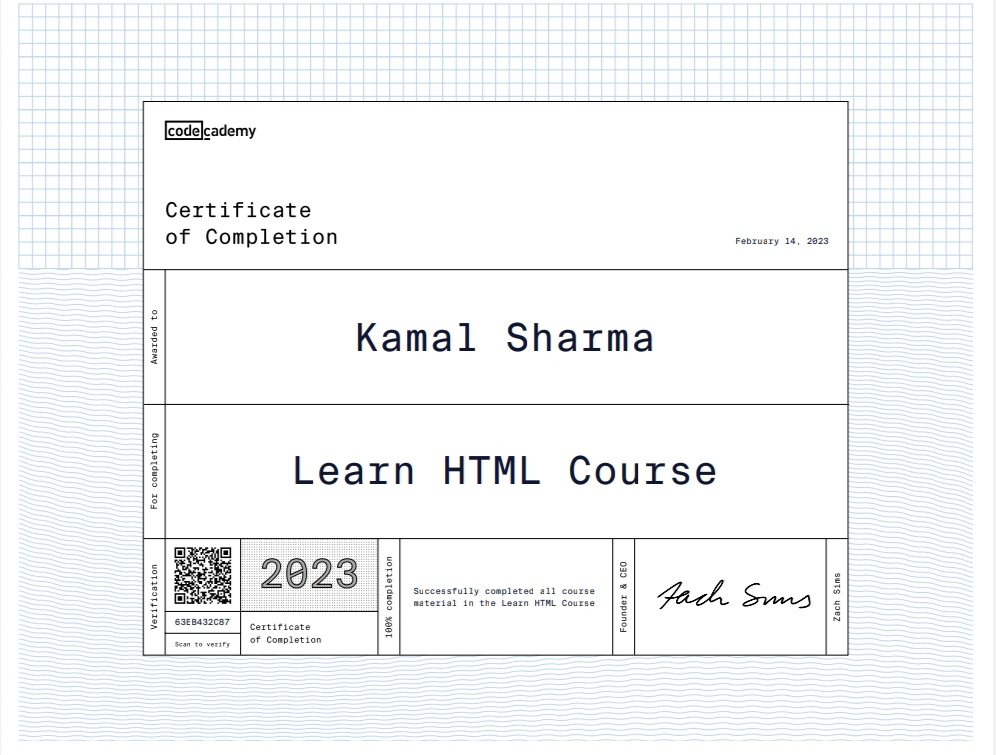 codecademy
Certificate
of Completion
February 14, 2023
Awarded to
Kamal Sharma
For completing
Learn HTML Course
Verification
63EB432C87
Scan to verify
2023
Certificate
of Completion
100% completion
Successfully completed all course
material in the Learn HTML Course
Founder & CEO
Zach Sims
Zach Sims